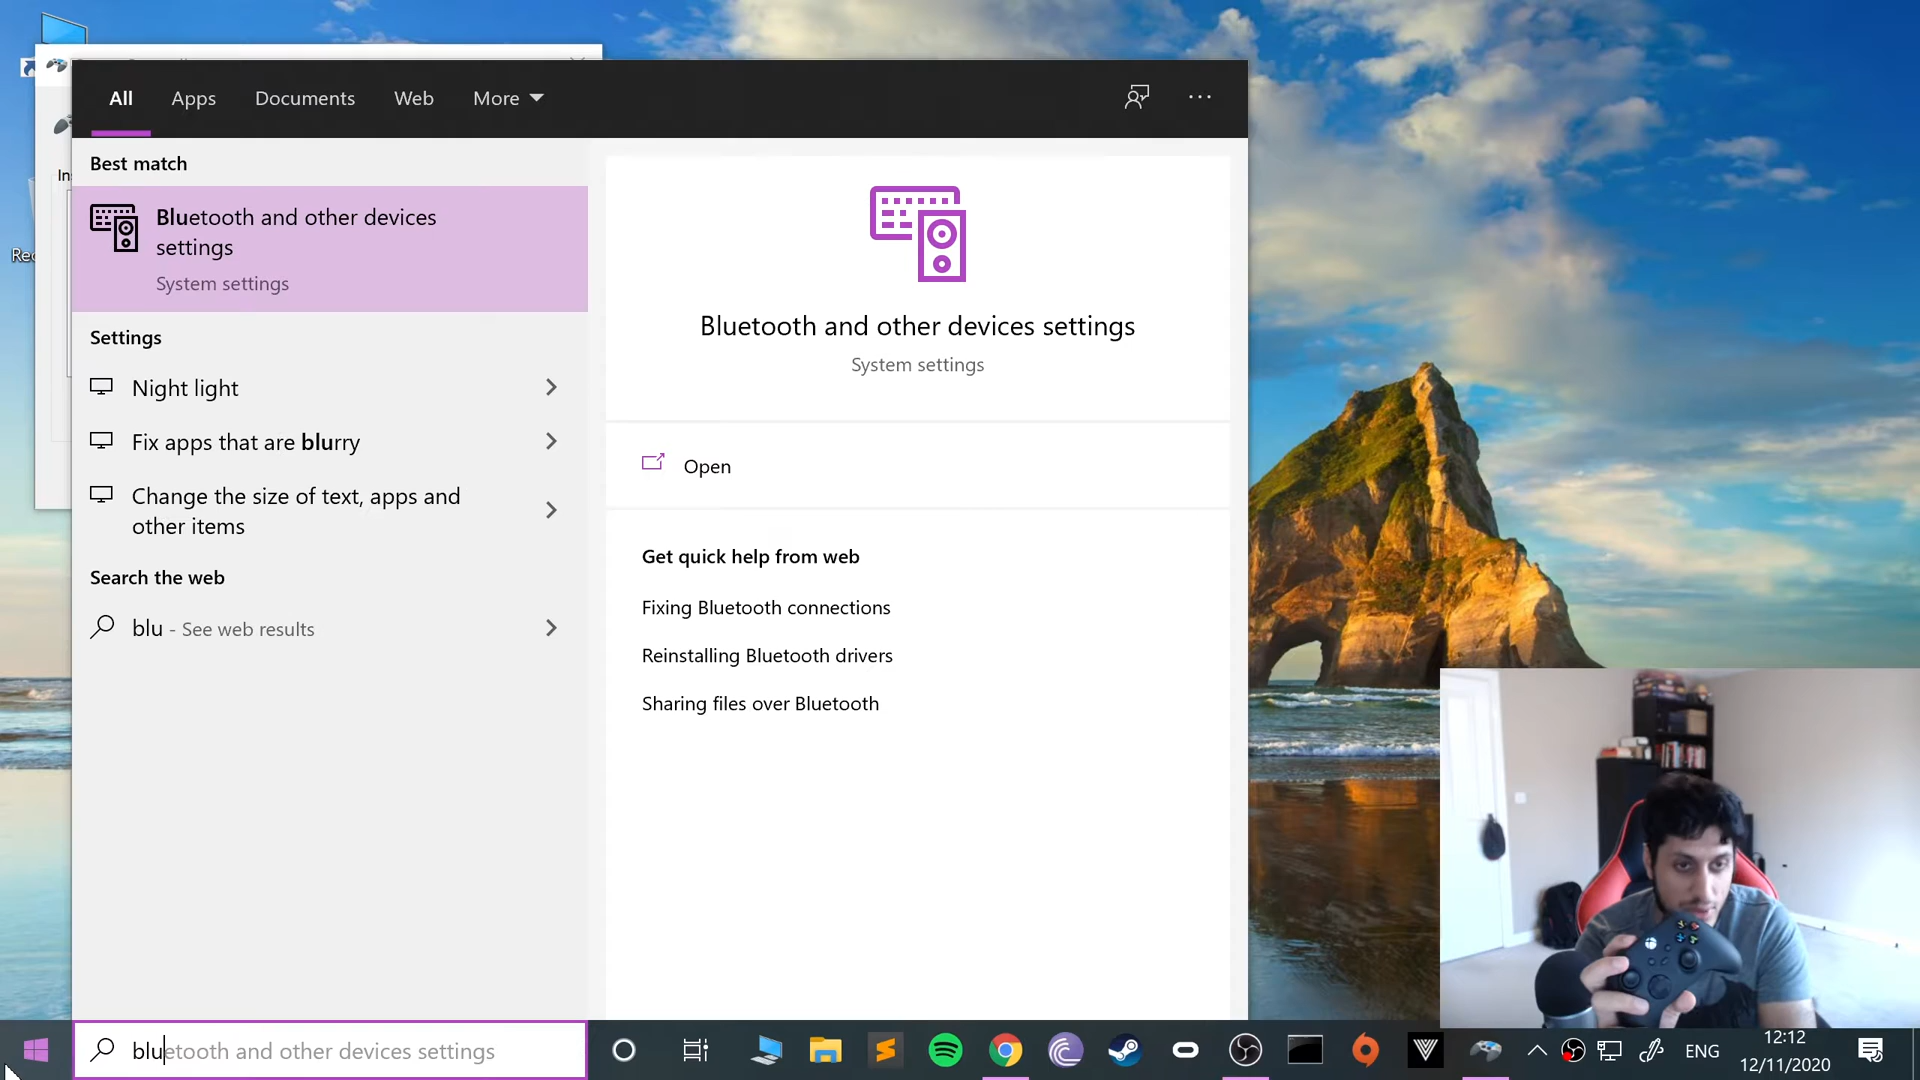 All Apps Documents Web More
Best match
Bluetooth and other devices
settings
System settings
Settings
Night light
Fix apps that are blurry
Change the size of text, apps and
other items
Search the web
blu - See web results
Bluetooth and other devices settings
System settings
Open
Get quick help from web
Fixing Bluetooth connections
Reinstalling Bluetooth drivers
Sharing files over Bluetooth
Ins
Rec
bluetooth and other devices settings
ENG
12:12
12/11/2020